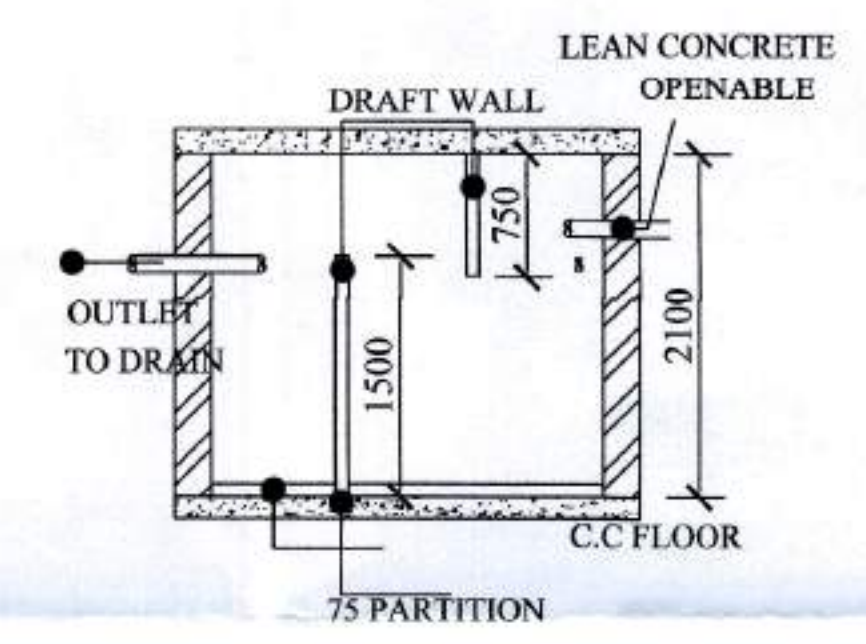 LEAN CONCRETE
OPENABLE
DRAFT WALL
750
OUTLET
TO DRAIN
1500
2100
C.C FLOOR
75 PARTITION